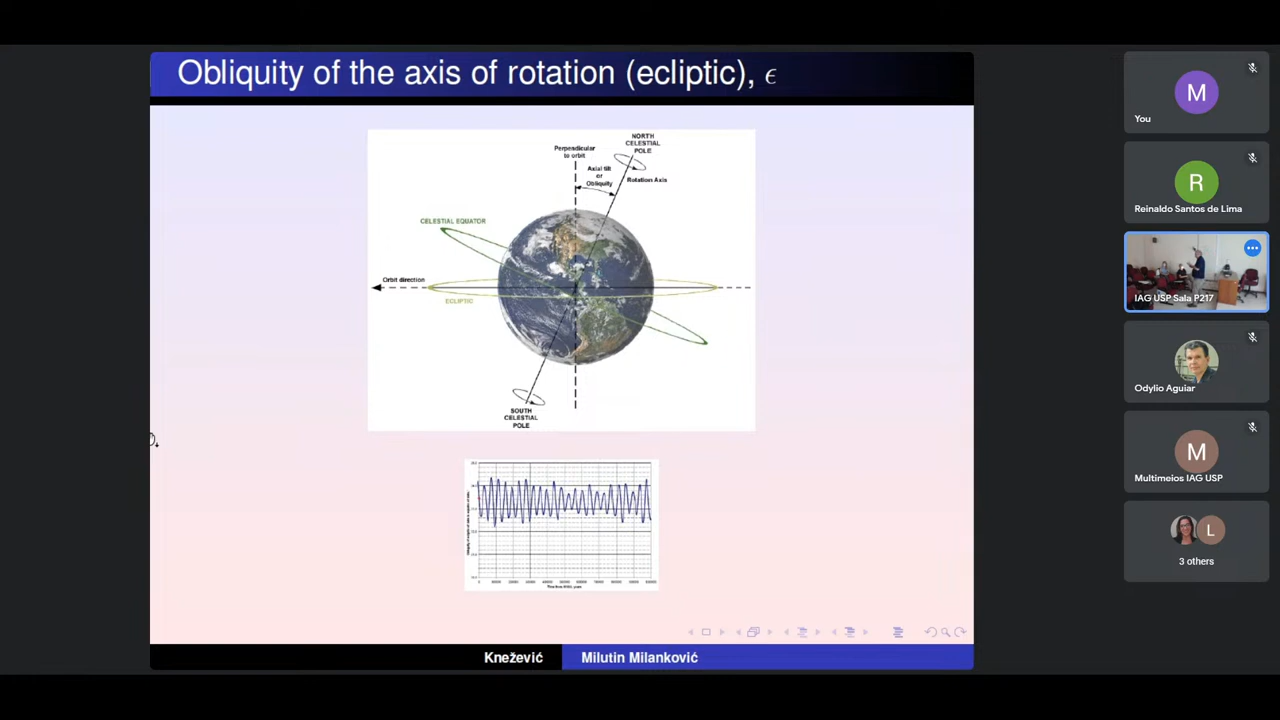 Obliquity of the axis of rotation (ecliptic), ϵ
NORTH
CELESTIAL
POLE
Perpendicular
to orbit
Axial tilt
or
Obliquity
Rotation Axis
CELESTIAL EQUATOR
Orbit direction
ECLIPTIC
SOUTH
CELESTIAL
POLE
Knežević
Milutin Milanković
M
You
R
Reinaldo Santos de Lima
IAG USP Sala P217
Odylio Aguiar
M
Multimeios IAG USP
L
3 others